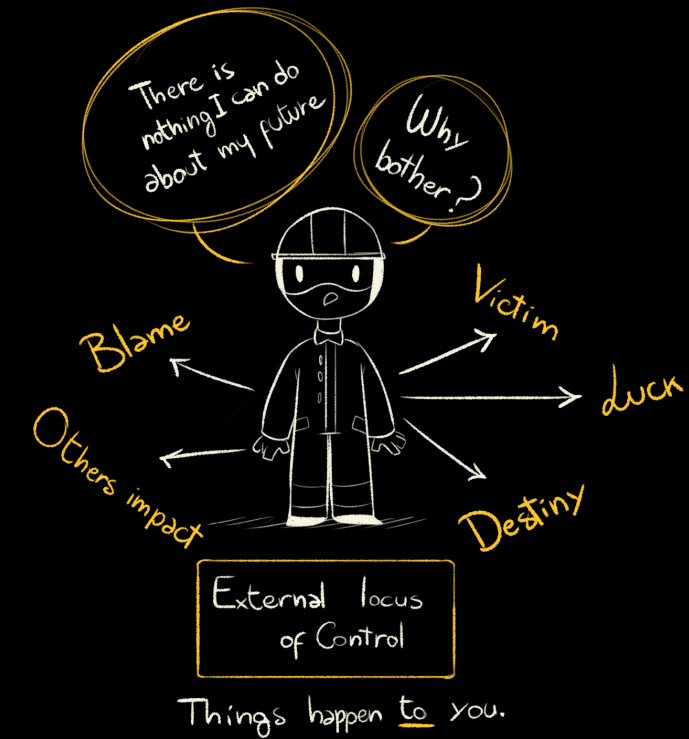 There is
nothing I can do
about my future
Why
bother?
Blame
Victim
Luck
Others impact
Destiny
External locus
of Control
Things happen to you.